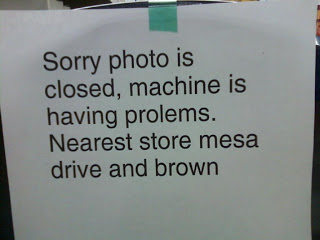 Sorry photo is
closed, machine is
having prolems.
Nearest store mesa
drive and brown